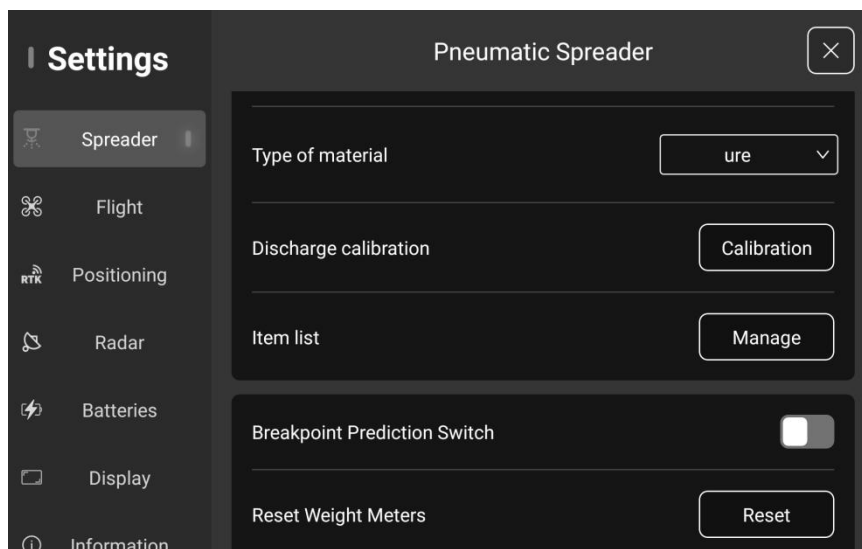 Settings
Pneumatic Spreader
Spreader
Flight
RTK
Positioning
Radar
Batteries
Display
Information
Type of material
ure
Discharge calibration
Calibration
Item list
Manage
Breakpoint Prediction Switch
Reset Weight Meters
Reset